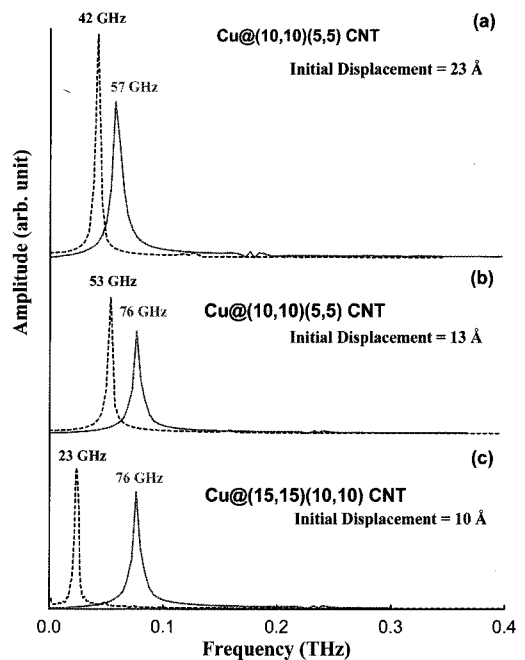 42 GHz
(a)
Cu@(10,10)(5,5) CNT
Initial Displacement = 23 Å
57 GHz
(b)
53 GHz
76 GHz
Cu@(10,10)(5,5) CNT
Initial Displacement = 13 Å
(c)
23 GHz
76 GHz
Cu@(15,15)(10,10) CNT
Initial Displacement = 10 Å
Amplitude (arb. unit)
0.0 0.1 0.2 0.3 0.4
Frequency (THz)